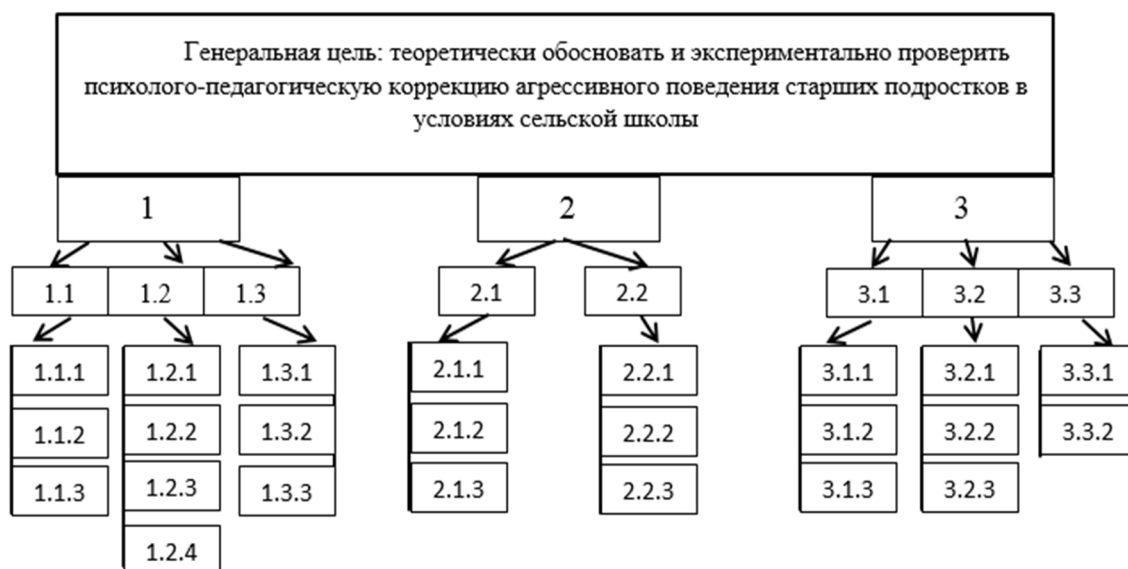 Генеральная цель: теоретически обосновать и экспериментально проверить
психолого-педагогическую коррекцию агрессивного поведения старших подростков в
условиях сельской школы
1 2 3
1.1 1.2 1.3 2.1 2.2 3.1 3.2 3.3
1.1.1 1.2.1 1.3.1 2.1.1 2.2.1 3.1.1 3.2.1 3.3.1
1.1.2 1.2.2 1.3.2 2.1.2 2.2.2 3.1.2 3.2.2 3.3.2
1.1.3 1.2.3 1.3.3 2.1.3 2.2.3 3.1.3 3.2.3
1.2.4